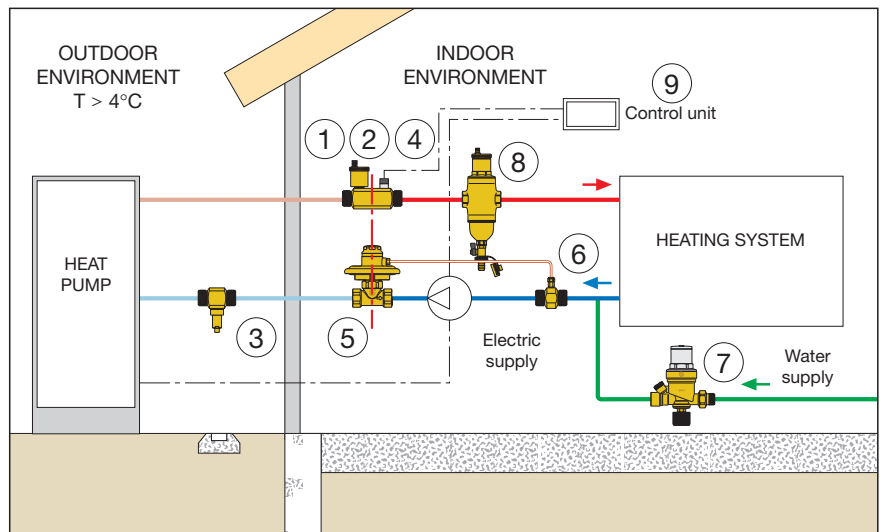 OUTDOOR
ENVIRONMENT
T > 4°C
INDOOR
ENVIRONMENT
9
Control unit
1
2
4
8
HEAT
PUMP
HEATING SYSTEM
6
3
5
Electric
supply
7
Water
supply